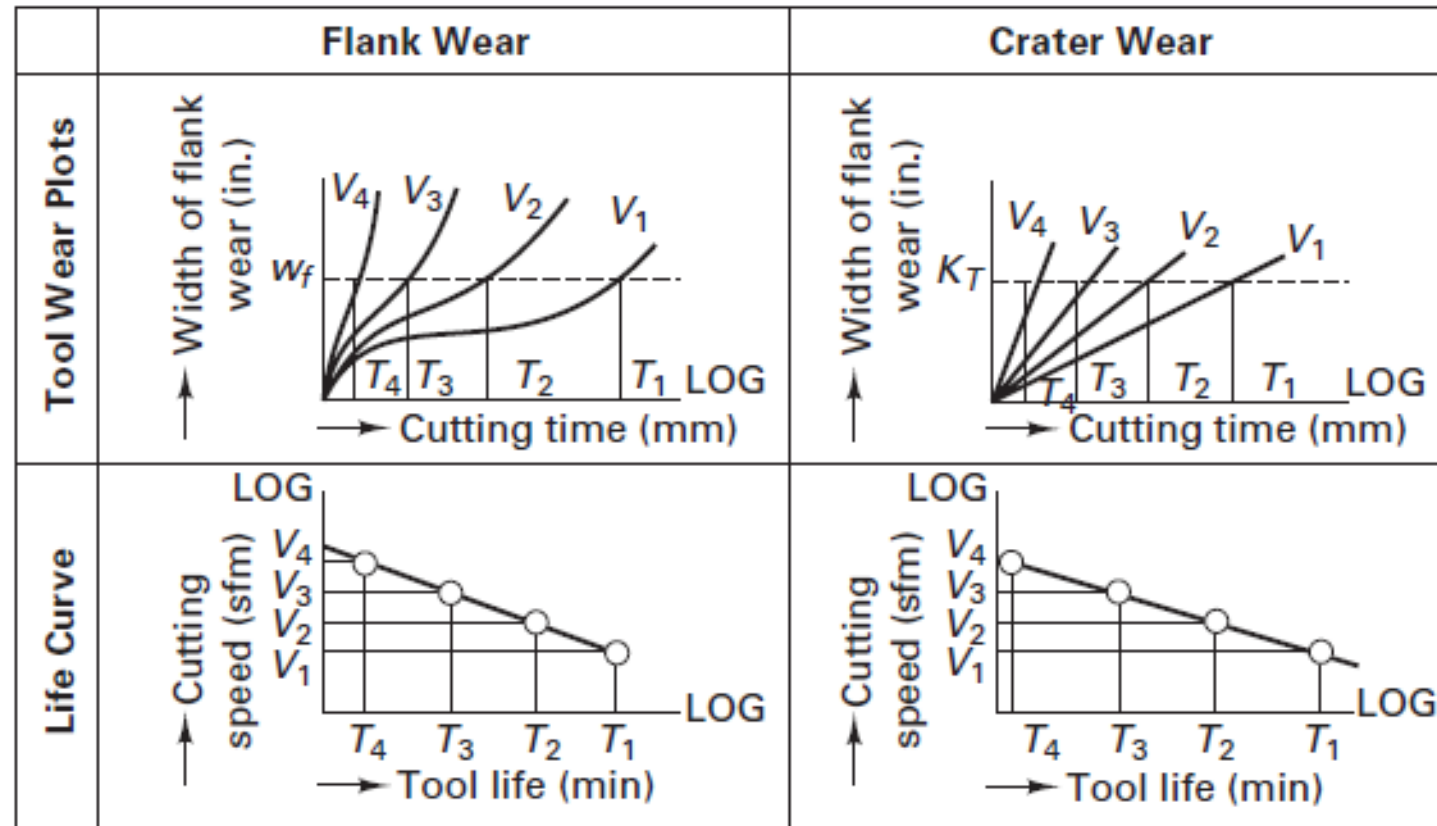 Flank Wear
Crater Wear
Tool Wear Plots
Width of flank
wear (in.)
V4
V3
V2
V1
wf
T4
T3
T2
T1
LOG
Cutting time (mm)
Width of flank
wear (in.)
V4
V3
V2
V1
KT
T4
T3
T2
T1
LOG
Cutting time (mm)
Life Curve
LOG
Cutting
speed (sfm)
V4
V3
V2
V1
LOG
T4
T3
T2
T1
Tool life (min)
LOG
Cutting
speed (sfm)
V4
V3
V2
V1
LOG
T4
T3
T2
T1
Tool life (min)